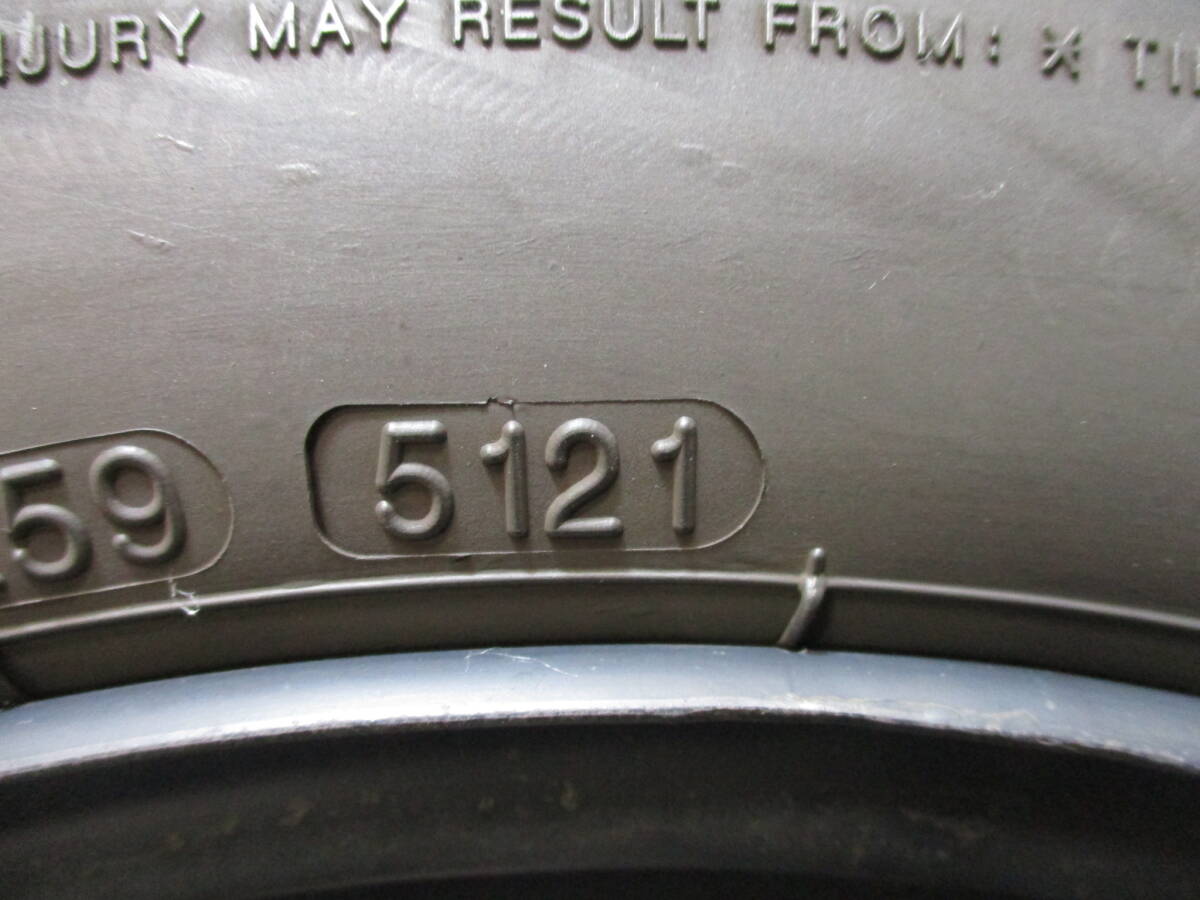 INJURY MAY RESULT FROM: X TI
59 5121